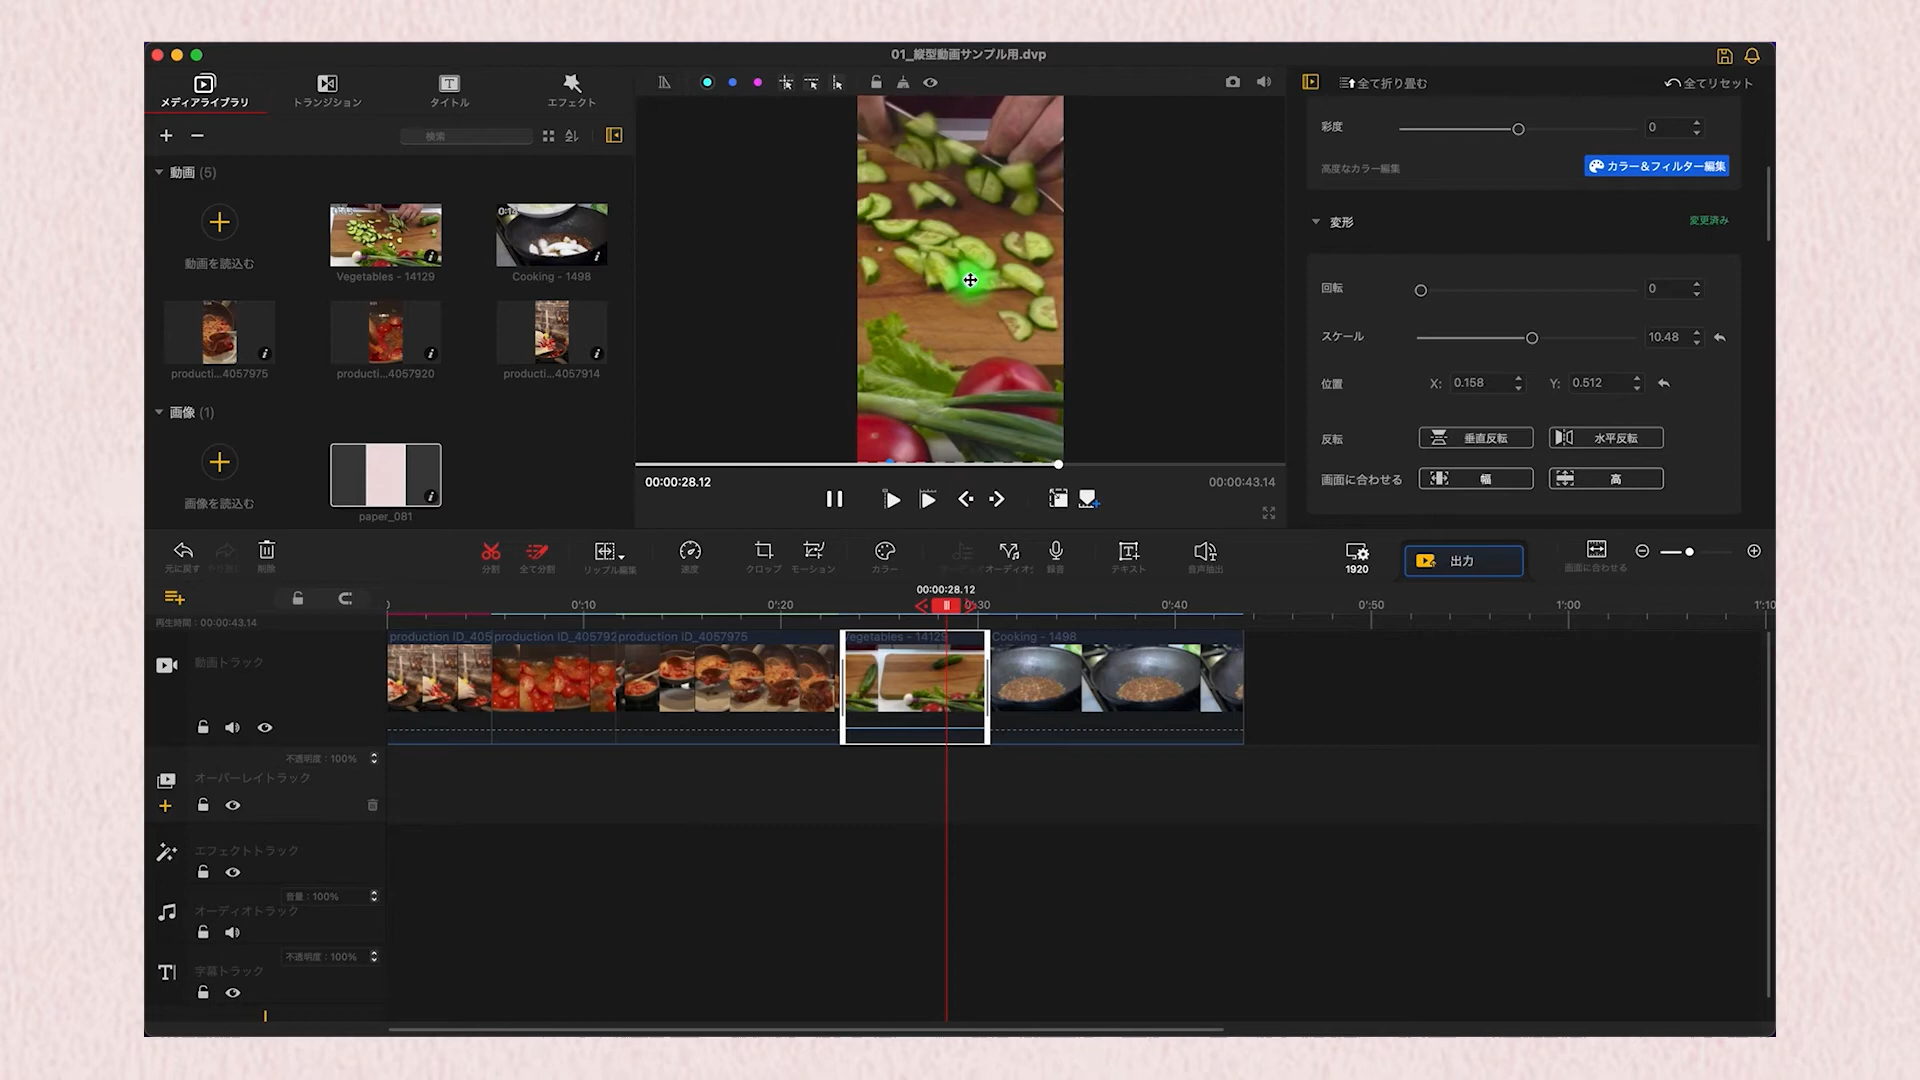 01_縦型動画サンプル用.dvp
メディアライブラリ
トランジション
タイトル
エフェクト
全て折り畳む
全てリセット
検索
彩度
0
高度なカラー編集
カラー＆フィルター編集
動画 (5)
動画を読込む
Vegetables - 14129
Cooking - 1498
producti...4057975
producti...4057920
producti...4057914
画像 (1)
画像を読込む
paper_081
変形
変更済み
回転
0
スケール
10.48
位置
X: 0.158
Y: 0.512
反転
垂直反転
水平反転
画面に合わせる
幅
高
00:00:28.12
00:00:43.14
元に戻す
削除
分割
全て分割
リップル編集
速度
クロップ
モーション
カラー
録音
テキスト
音声抽出
1920
出力
画面に合わせる
00:00:28.12
0:10
0:20
0:40
0:50
1:00
1:10
再生時間：00:00:43.14
production ID_405
production ID_405792
production ID_4057975
Vegetables - 14129
Cooking - 1498
動画トラック
不透明度：100%
オーバーレイトラック
エフェクトトラック
音量：100%
オーディオトラック
不透明度：100%
字幕トラック